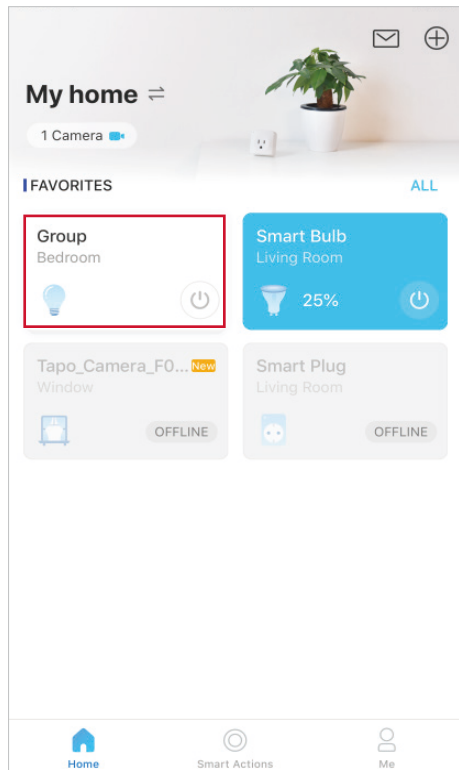 My home
1 Camera
FAVORITES
ALL
Group
Bedroom
Smart Bulb
Living Room
25%
Tapo_Camera_F0... New
Window
OFFLINE
Smart Plug
Living Room
OFFLINE
Home
Smart Actions
Me